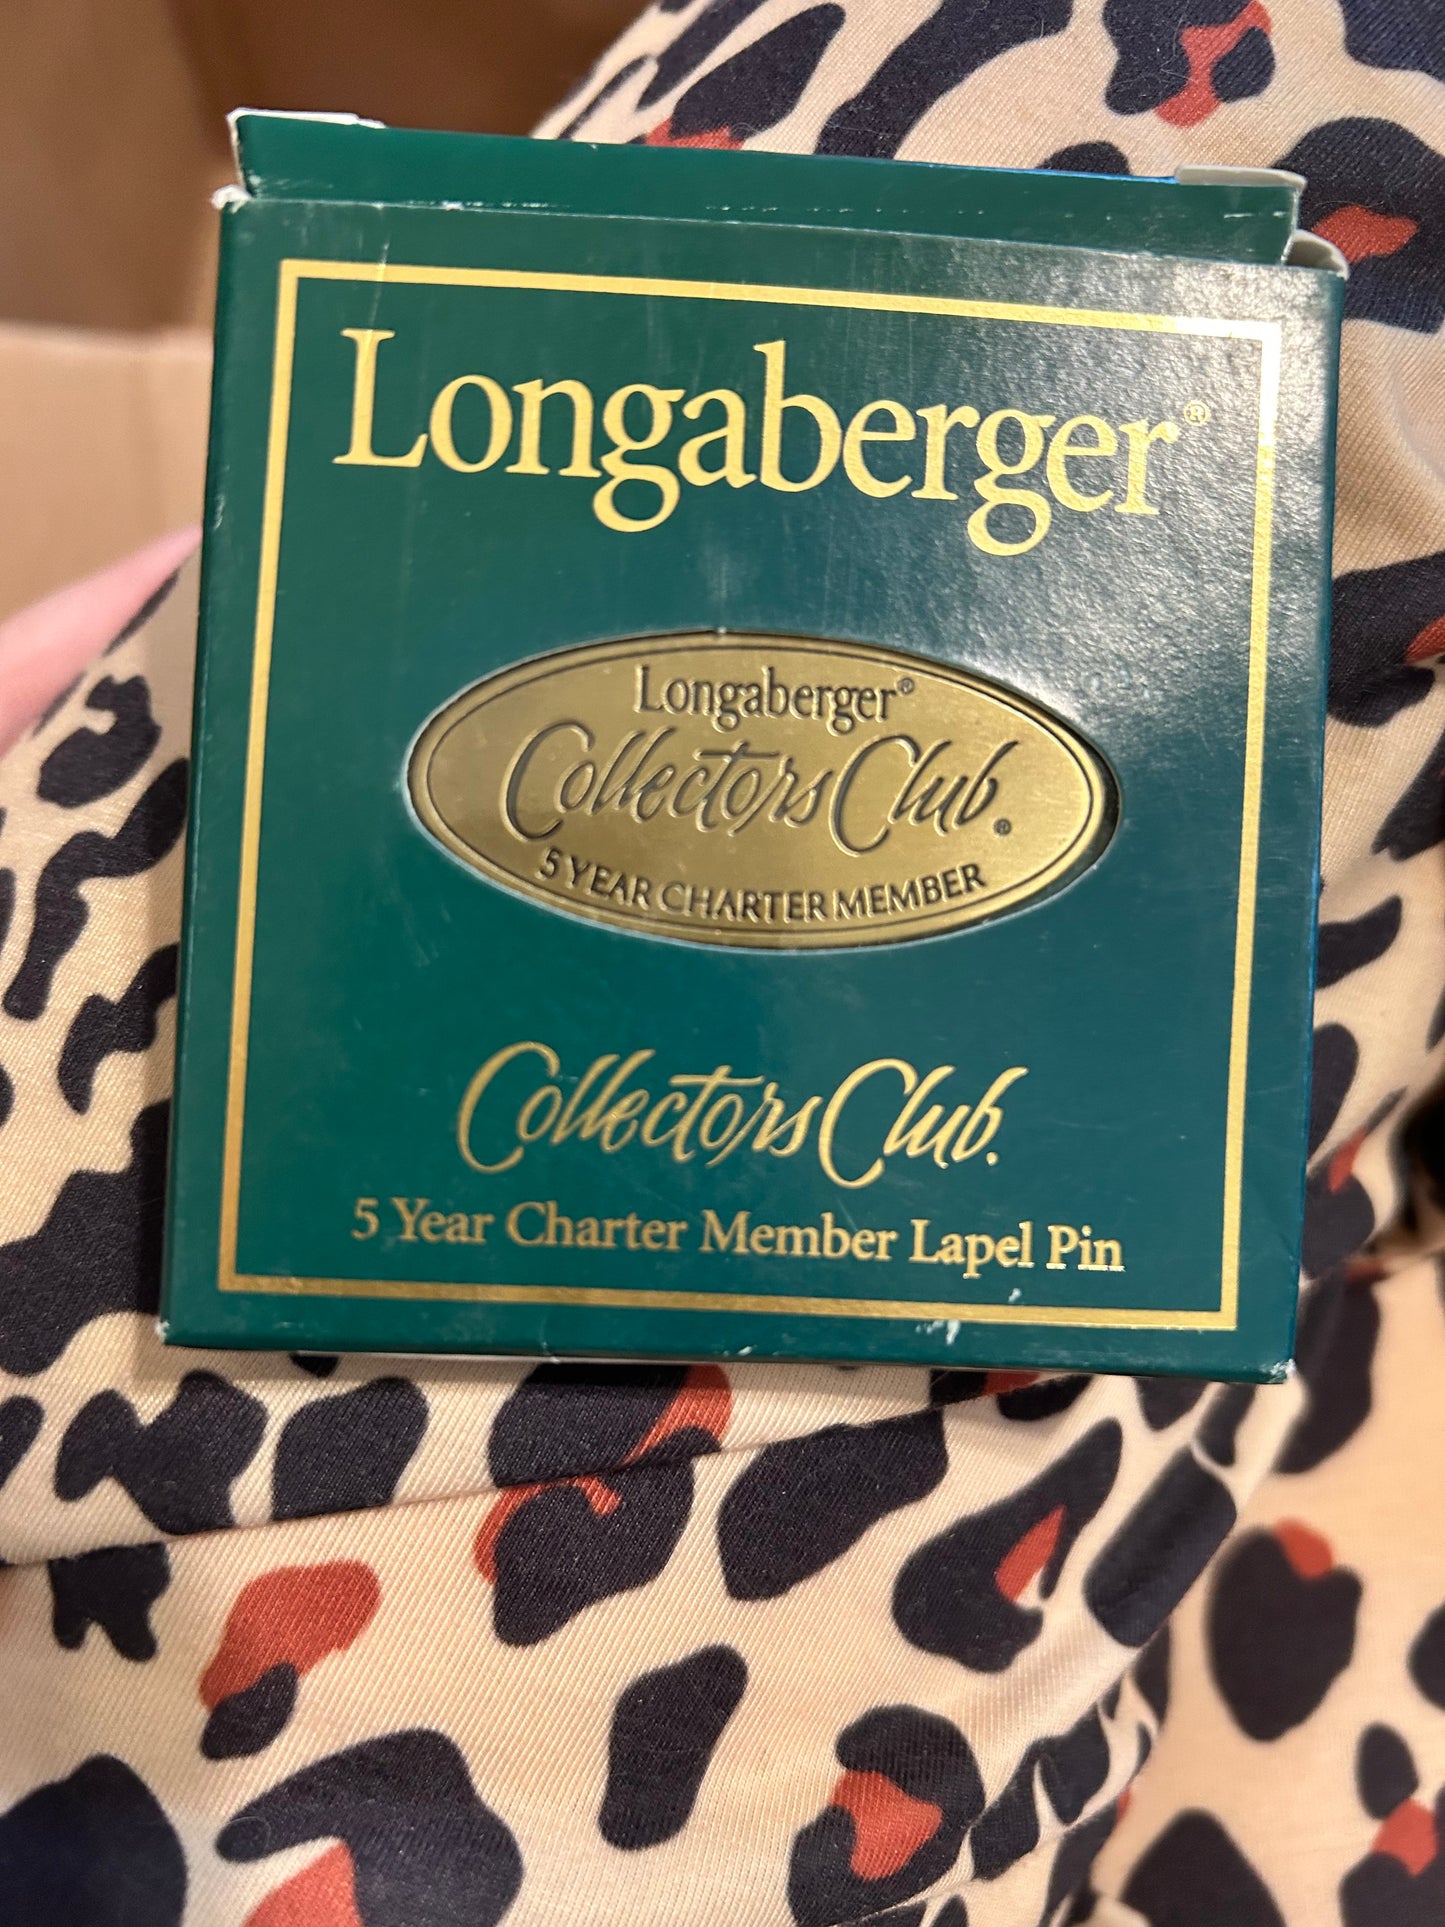 Longaberger®
Longaberger®
Collectors Club®
5 YEAR CHARTER MEMBER
Collectors Club.
5 Year Charter Member Lapel Pin